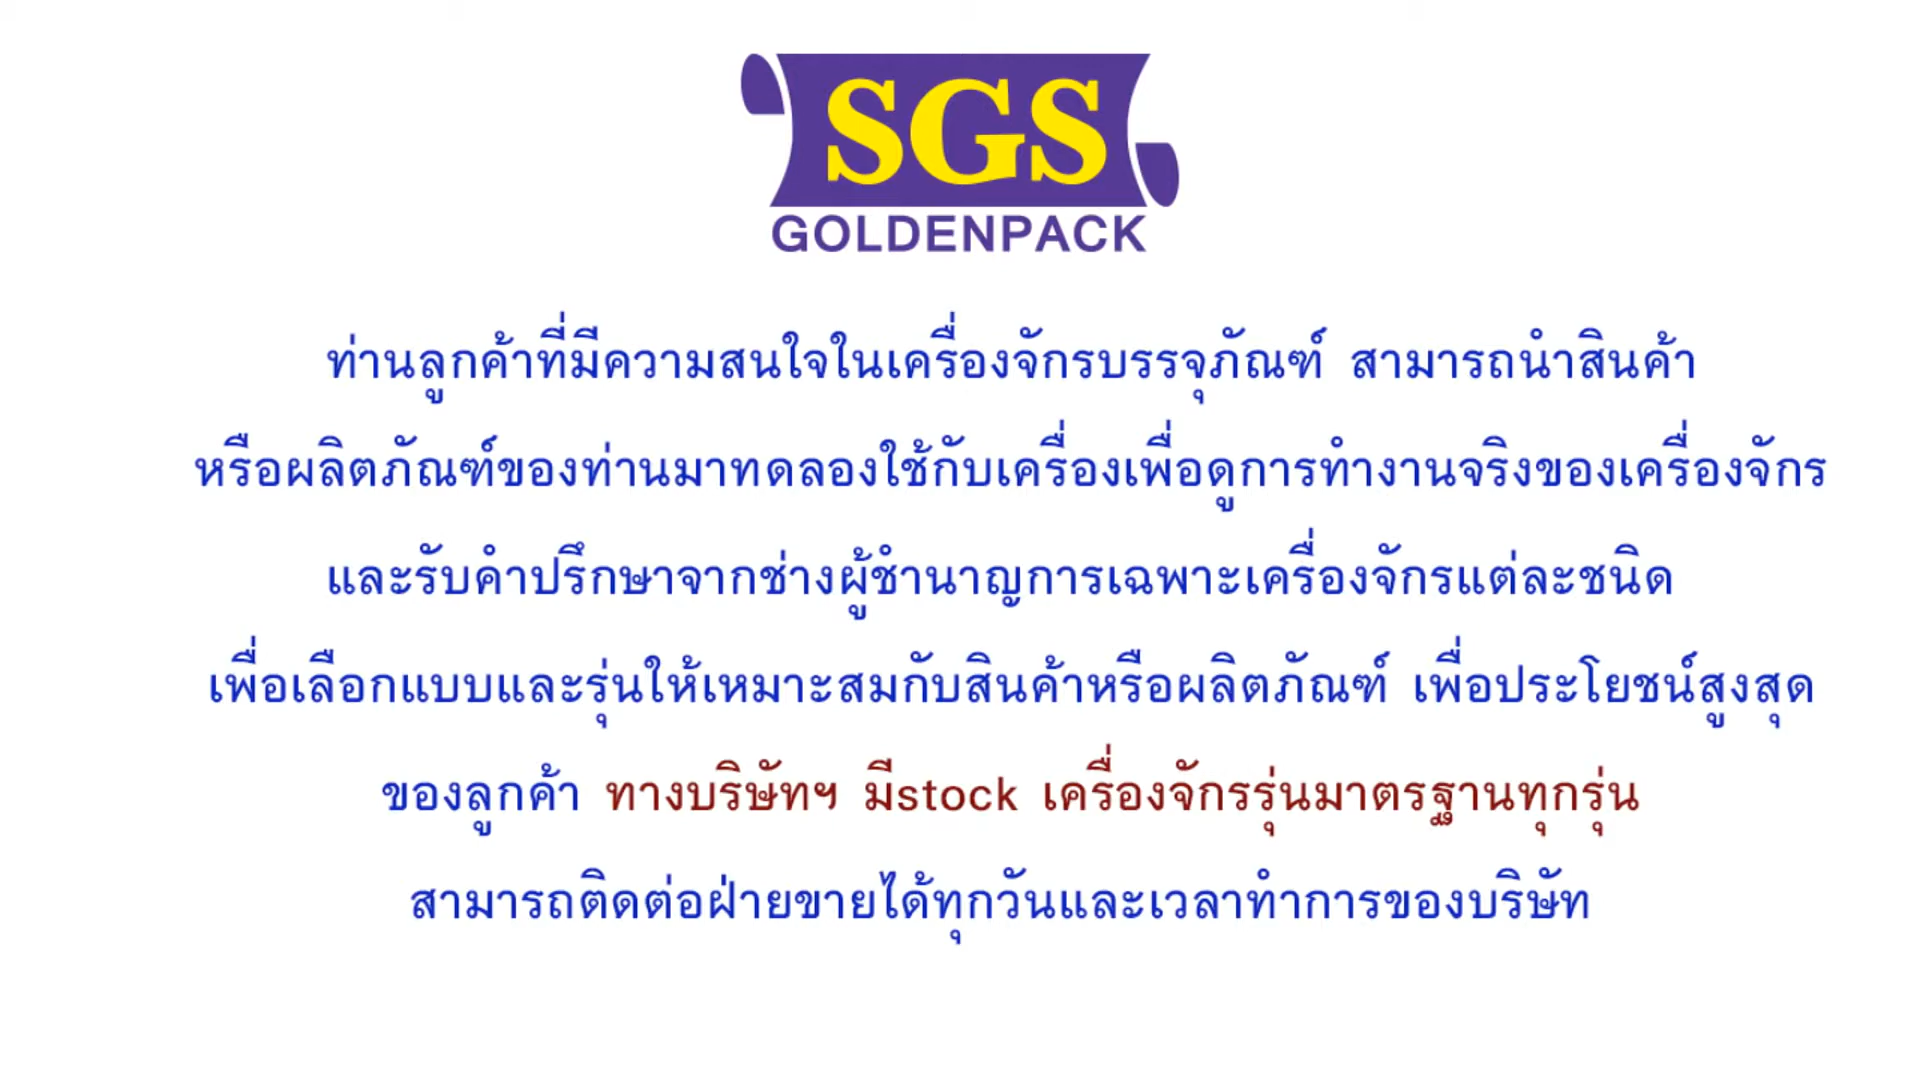 SGS
GOLDENPACK
ท่านลูกค้าที่มีความสนใจในเครื่องจักรบรรจุภัณฑ์ สามารถนำสินค้า
หรือผลิตภัณฑ์ของท่านมาทดลองใช้กับเครื่องเพื่อดูการทำงานจริงของเครื่องจักร
และรับคำปรึกษาจากช่างผู้ชำนาญการเฉพาะเครื่องจักรแต่ละชนิด
เพื่อเลือกแบบและรุ่นให้เหมาะสมกับสินค้าหรือผลิตภัณฑ์ เพื่อประโยชน์สูงสุด
ของลูกค้า ทางบริษัทฯ มีstock เครื่องจักรรุ่นมาตรฐานทุกรุ่น
สามารถติดต่อฝ่ายขายได้ทุกวันและเวลาทำการของบริษัท